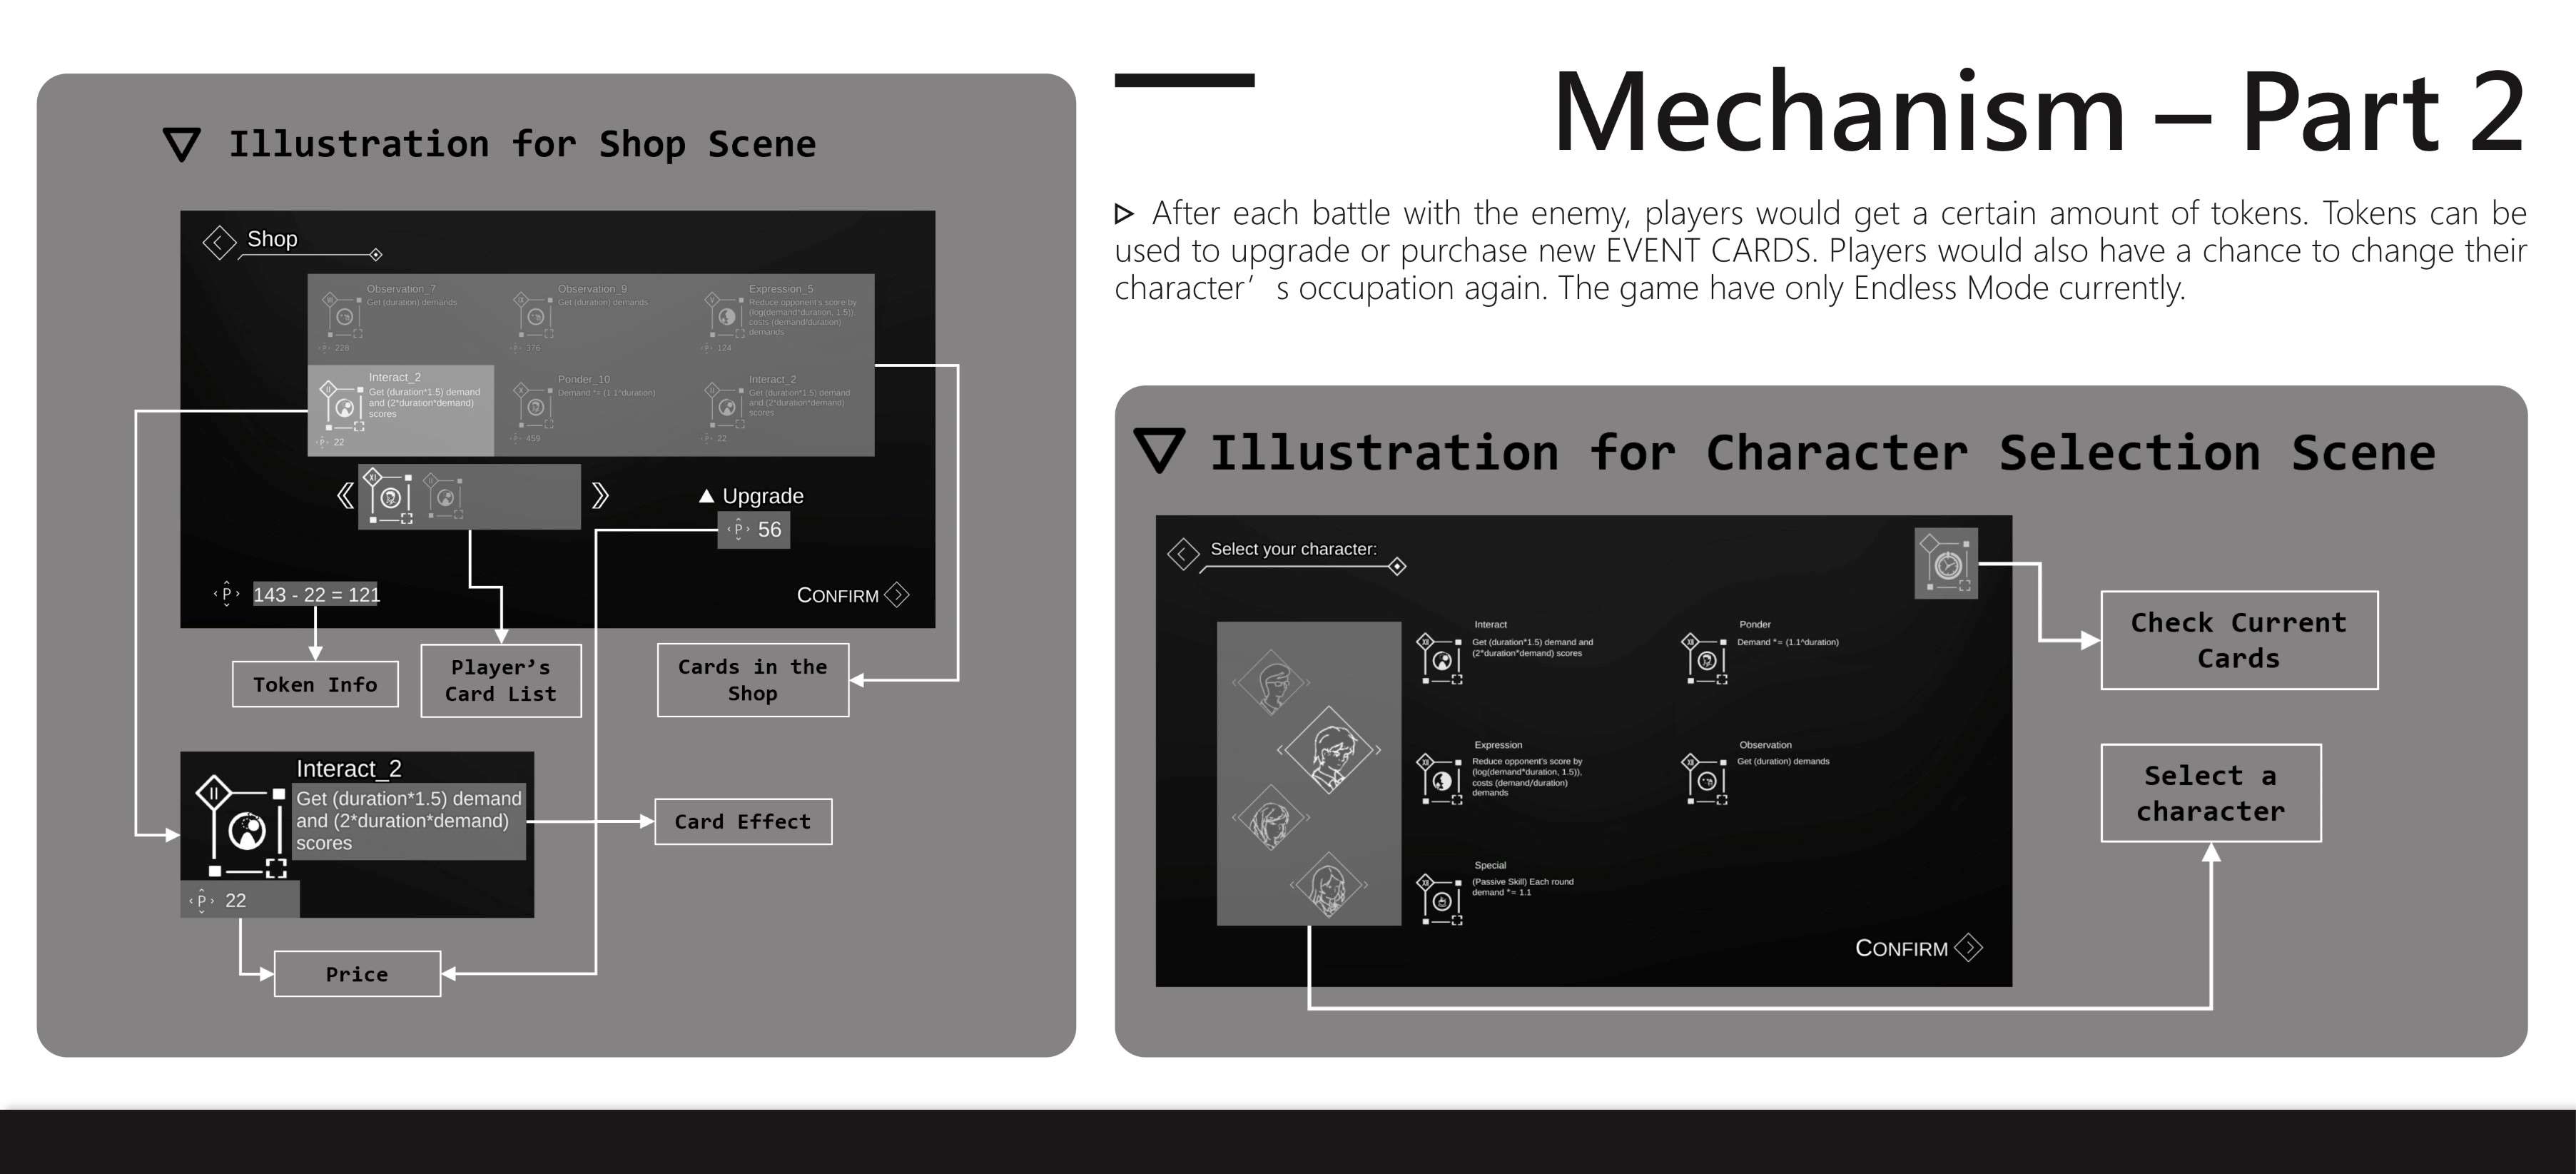 Illustration for Shop Scene
Shop
Observation_7
Get (duration) demands
228
Observation_9
Get (duration) demands
376
Expression_5
Reduce opponent's score by
(log(demand*duration, 1.5)),
costs (demand/duration)
demands
124
II
Interact_2
Get (duration*1.5) demand
and (2*duration*demand)
scores
P 22
Ponder_10
Demand *= (1.1^duration)
459
Interact_2
Get (duration*1.5) demand
and (2*duration*demand)
scores
22
XI
▲ Upgrade
P 56
P 143 - 22 = 121
CONFIRM
Token Info
Player’s
Card List
Cards in the
Shop
II
Interact_2
Get (duration*1.5) demand
and (2*duration*demand)
scores
P 22
Card Effect
Price
Mechanism – Part 2
After each battle with the enemy, players would get a certain amount of tokens. Tokens can be
used to upgrade or purchase new EVENT CARDS. Players would also have a chance to change their
character’s occupation again. The game have only Endless Mode currently.
Illustration for Character Selection Scene
Select your character:
Interact
Get (duration*1.5) demand and
(2*duration*demand) scores
Ponder
Demand *= (1.1^duration)
Expression
Reduce opponent's score by
(log(demand*duration, 1.5)),
costs (demand/duration)
demands
Observation
Get (duration) demands
Special
(Passive Skill) Each round
demand *= 1.1
CONFIRM
Check Current
Cards
Select a
character